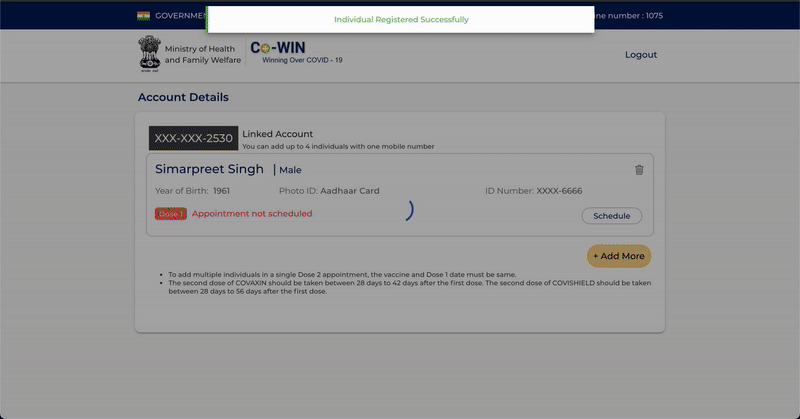 GOVERNMEN
Individual Registered Successfully
ne number : 1075
Ministry of Health
and Family Welfare
Co-WIN
Winning Over COVID - 19
Logout
Account Details
XXX-XXX-2530
Linked Account
You can add up to 4 individuals with one mobile number
Simarpreet Singh | Male
Year of Birth: 1961 Photo ID: Aadhaar Card ID Number: XXXX-6666
Dose 1 Appointment not scheduled
Schedule
+ Add More
• To add multiple individuals in a single Dose 2 appointment, the vaccine and Dose 1 date must be same.
• The second dose of COVAXIN should be taken between 28 days to 42 days after the first dose. The second dose of COVISHIELD should be taken
between 28 days to 56 days after the first dose.